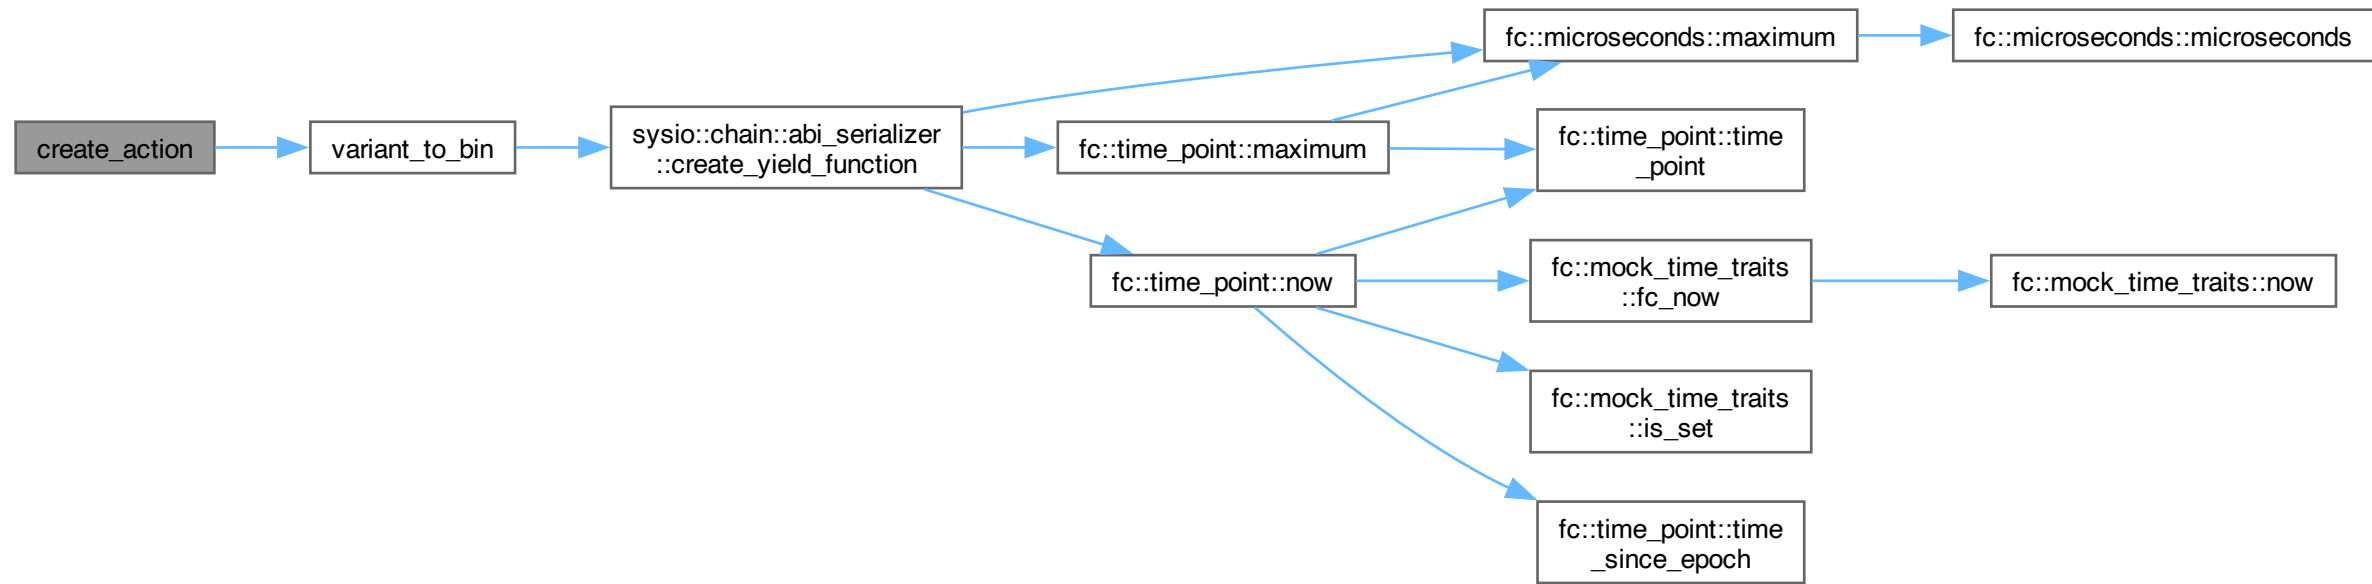 create_action
variant_to_bin
sysio::chain::abi_serializer
::create_yield_function
fc::microseconds::maximum
fc::microseconds::microseconds
fc::time_point::maximum
fc::time_point::time
_point
fc::time_point::now
fc::mock_time_traits
::fc_now
fc::mock_time_traits::now
fc::mock_time_traits
::is_set
fc::time_point::time
_since_epoch